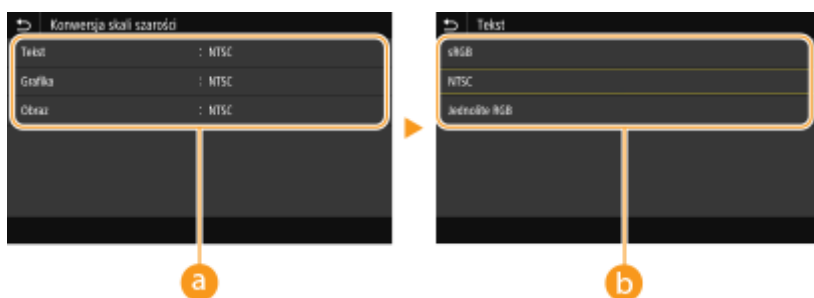 Konwersja skali szarości
Tekst : NTSC
Grafika : NTSC
Obraz : NTSC
a
Tekst
sRGB
NTSC
Jednolite RGB
b